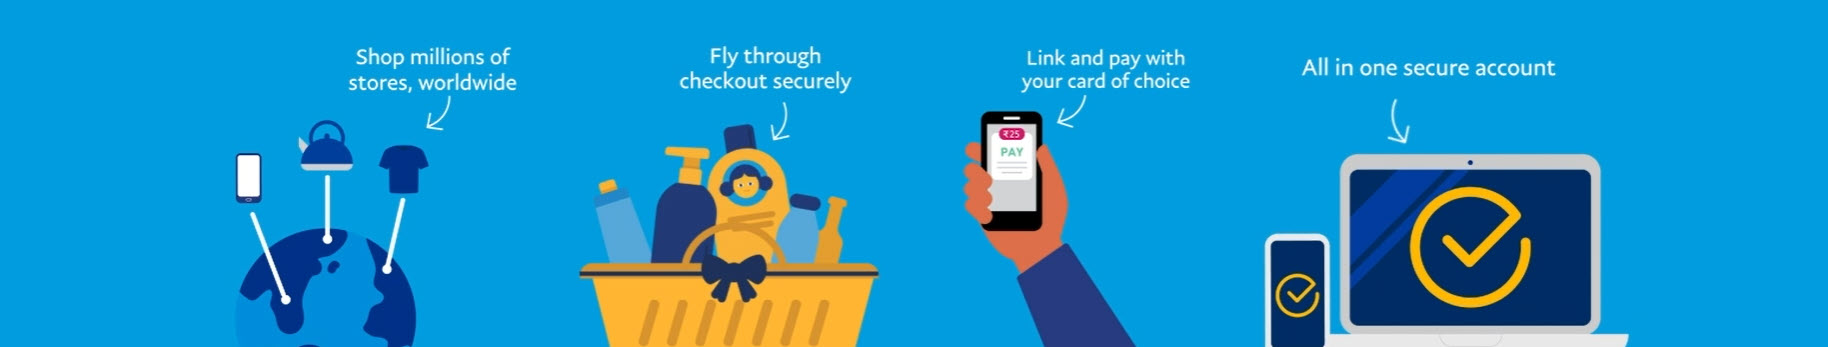 Shop millions of
stores, worldwide
Fly through
checkout securely
Link and pay with
your card of choice
₹25
PAY
All in one secure account